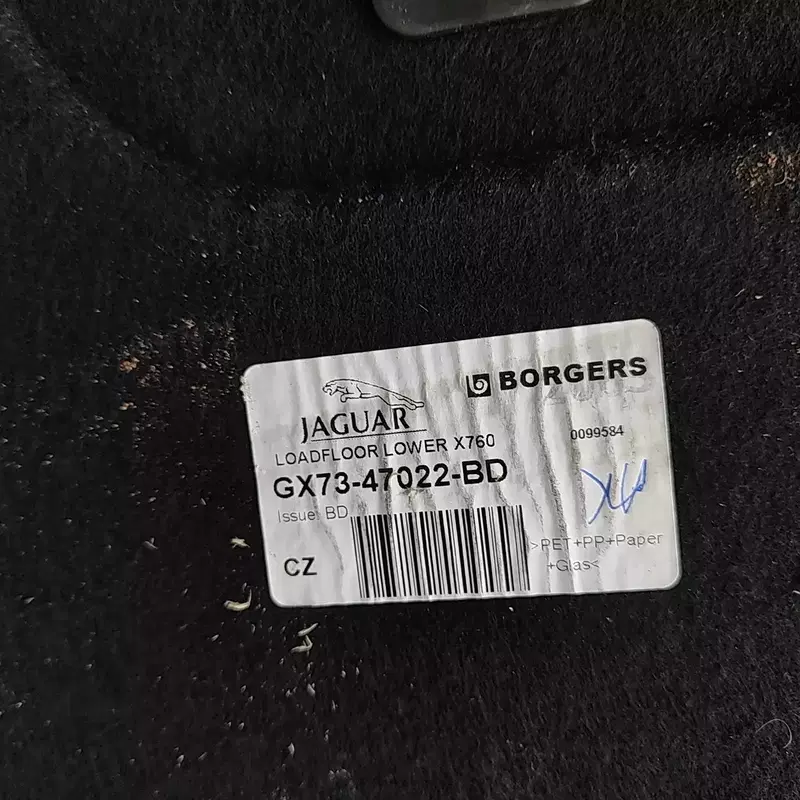 JAGUAR
BORGERS
LOADFLOOR LOWER X760
0099584
GX73-47022-BD
Issue: BD
>PET+PP+Paper
+Glas<
CZ